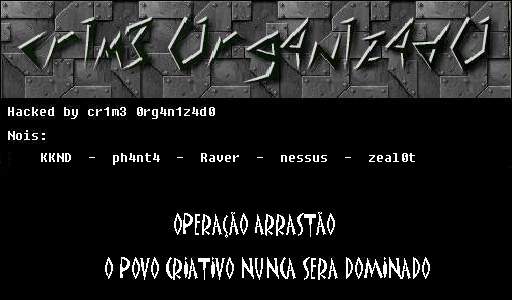 cr1m3 0rg4n1z4d0
Hacked by cr1m3 0rg4n1z4d0
Nois:
KKND - ph4nt4 - Raver - nessus - zeal0t
OPERAÇÃO ARRASTÃO
O POVO CRIATIVO NUNCA SERA DOMINADO